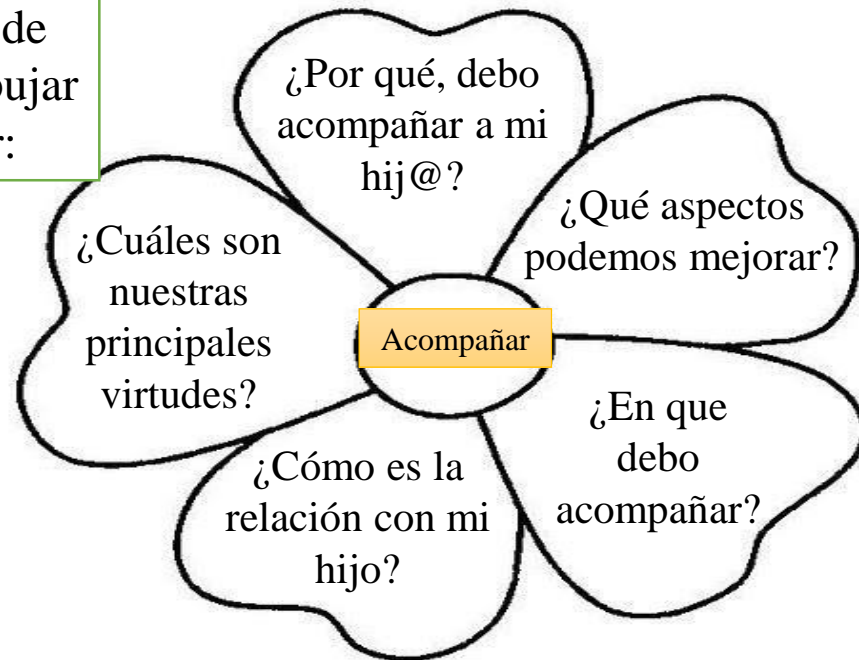 de
:
¿Por qué, debo
acompañar a mi
hij@?
¿Qué aspectos
podemos mejorar?
¿Cuáles son
nuestras
principales
virtudes?
Acompañar
¿En que
debo
acompañar?
¿Cómo es la
relación con mi
hijo?